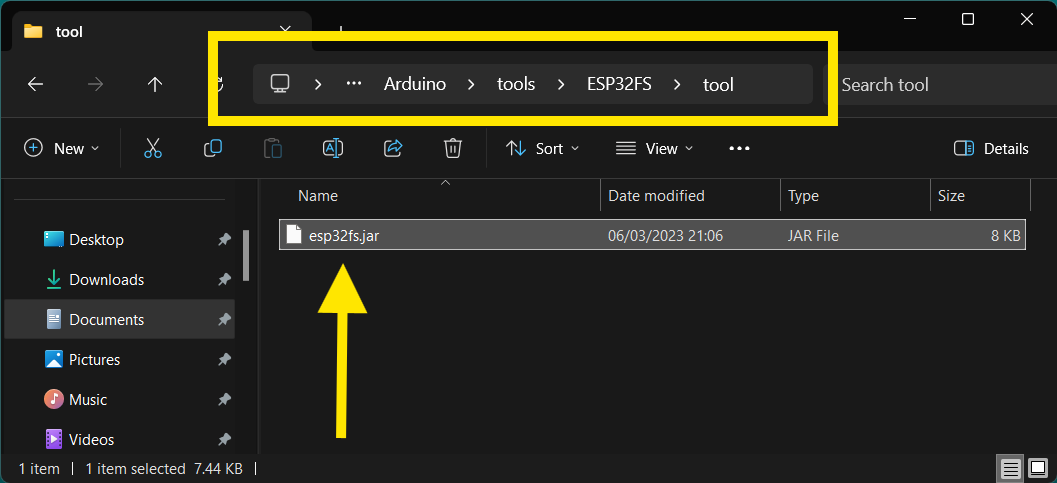 tool
Arduino tools ESP32FS tool
Search tool
New Sort View Details
Name Date modified Type Size
esp32fs.jar 06/03/2023 21:06 JAR File 8 KB
Desktop
Downloads
Documents
Pictures
Music
Videos
1 item 1 item selected 7.44 KB